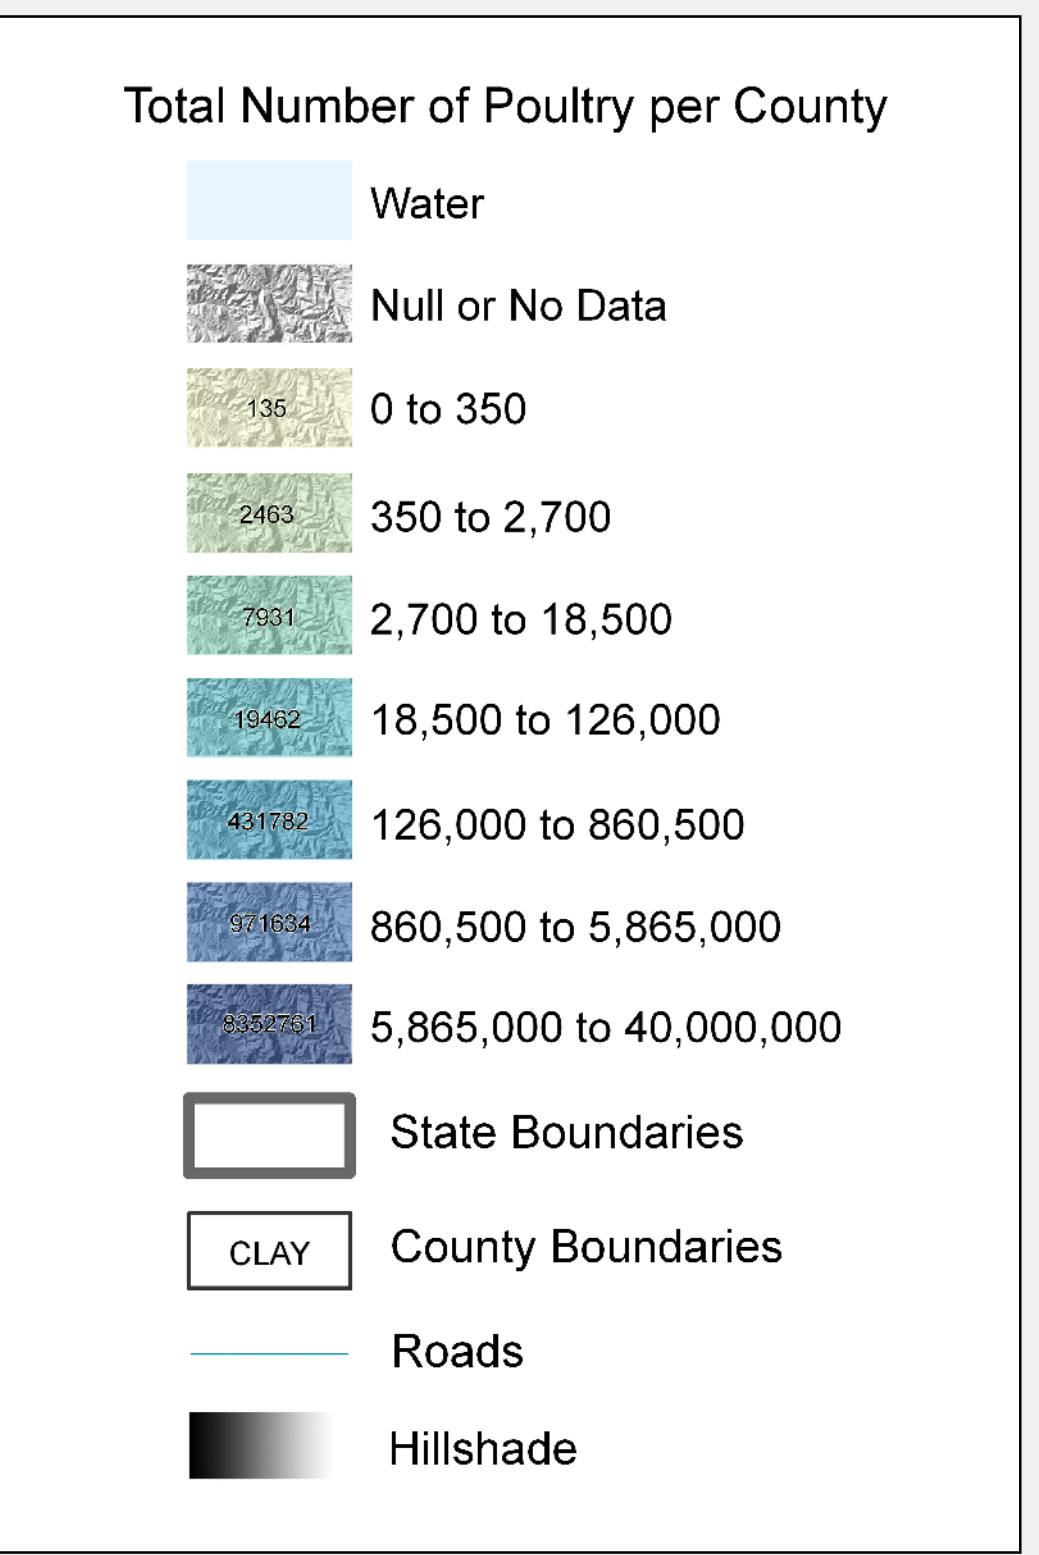 Total Number of Poultry per County
Water
Null or No Data
135 0 to 350
2463 350 to 2,700
7931 2,700 to 18,500
19462 18,500 to 126,000
431782 126,000 to 860,500
971634 860,500 to 5,865,000
8352761 5,865,000 to 40,000,000
State Boundaries
CLAY County Boundaries
Roads
Hillshade